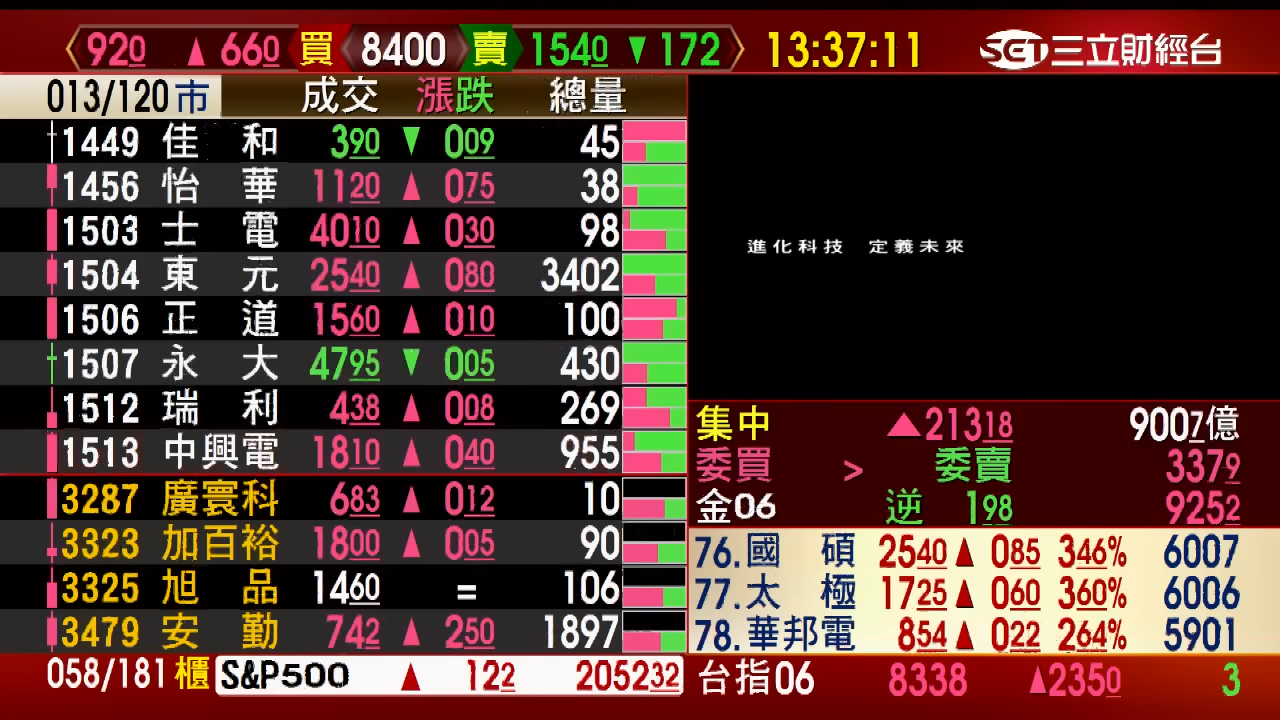 920 ▲ 660 買 8400 賣 1540 ▼ 172 13:37:11 SET三立財經台
013/120市 成交 漲跌 總量
1449 佳和 390 ▼ 009 45
1456 怡華 1120 ▲ 075 38
1503 士電 4010 ▲ 030 98
1504 東元 2540 ▲ 080 3402
1506 正道 1560 ▲ 010 100
1507 永大 4795 ▼ 005 430
1512 瑞利 438 ▲ 008 269
1513 中興電 1810 ▲ 040 955
3287 廣寰科 683 ▲ 012 10
3323 加百裕 1800 ▲ 005 90
3325 旭品 1460 = 106
3479 安勤 742 ▲ 250 1897
058/181櫃 S&P500 ▲ 122 205232
進化科技 定義未來
集中 ▲21318 9007億
委買 > 委賣 3379
金06 逆 198 9252
76.國碩 2540 ▲ 085 346% 6007
77.太極 1725 ▲ 060 360% 6006
78.華邦電 854 ▲ 022 264% 5901
台指06 8338 ▲2350 3